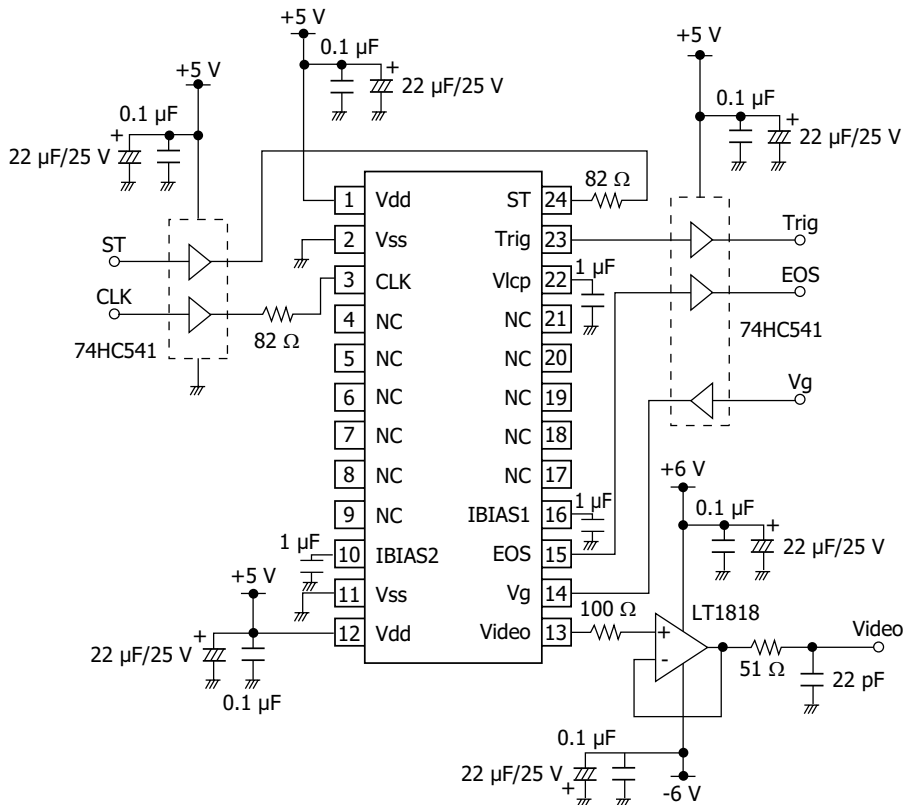 +5 V
0.1 µF
+
22 µF/25 V
+5 V
0.1 µF
+
22 µF/25 V
+5 V
0.1 µF
+
22 µF/25 V
ST
CLK
74HC541
82 Ω
82 Ω
1 Vdd
2 Vss
3 CLK
4 NC
5 NC
6 NC
7 NC
8 NC
9 NC
10 IBIAS2
11 Vss
12 Vdd
ST 24
Trig 23
Vlcp 22
NC 21
NC 20
NC 19
NC 18
NC 17
IBIAS1 16
EOS 15
Vg 14
Video 13
1 µF
1 µF
1 µF
Trig
EOS
74HC541
Vg
+5 V
+
22 µF/25 V
0.1 µF
+6 V
0.1 µF
+
22 µF/25 V
100 Ω
LT1818
+
-
51 Ω
Video
22 pF
0.1 µF
+
22 µF/25 V
-6 V